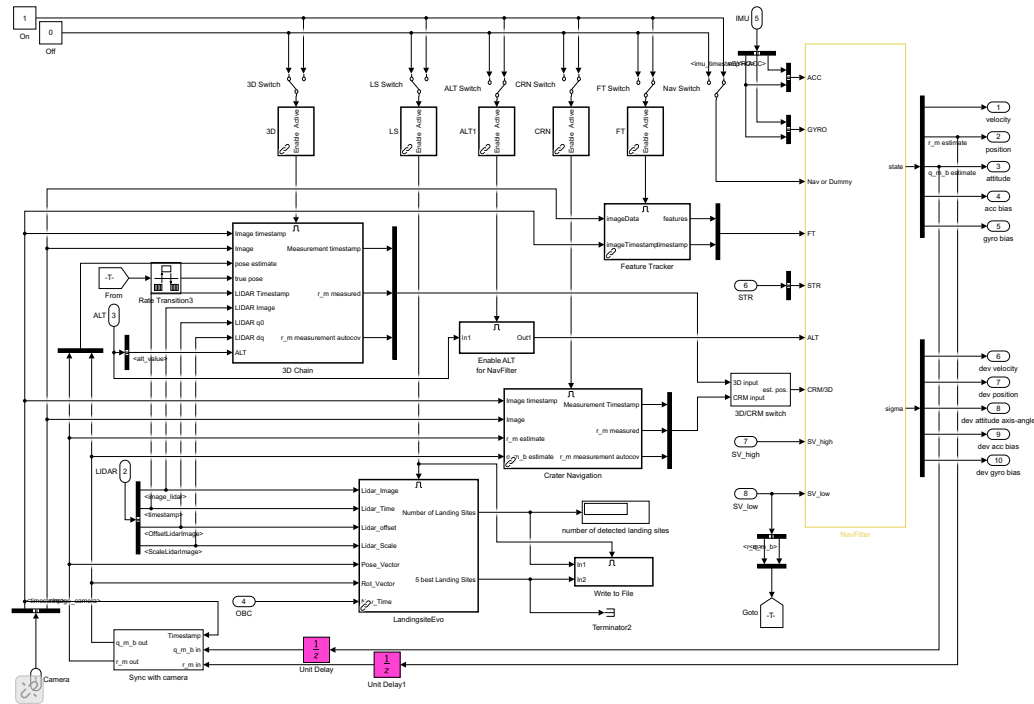 1
On
0
Off
IMU
5
3D Switch
LS Switch
ALT Switch
CRN Switch
FT Switch
Nav Switch
3D
Enable Active
LS
Enable Active
ALT1
Enable Active
CRN
Enable Active
FT
Enable Active
ACC
GYRO
Nav or Dummy
FT
STR
ALT
CRM/3D
SV_high
SV_low
state
sigma
NavFilter
1
velocity
r_m estimate
2
position
q_m_b estimate
3
attitude
4
acc bias
5
gyro bias
6
dev velocity
7
dev position
8
dev attitude axis-angle
9
dev acc bias
10
dev gyro bias
imageData
features
imageTimestamp
timestamp
Feature Tracker
Image timestamp
Image
pose estimate
true pose
LIDAR Timestamp
LIDAR Image
LIDAR q0
LIDAR dq
ALT
Measurement timestamp
r_m measured
r_m measurement autocov
3D Chain
-T-
From
Rate Transition3
ALT
3
<alt_value>
In1
Out1
Enable ALT
for NavFilter
6
STR
3D input
CRM input
est. pos.
3D/CRM switch
Image timestamp
Image
r_m estimate
q_m_b estimate
Measurement Timestamp
r_m measured
r_m measurement autocov
Crater Navigation
7
SV_high
8
SV_low
-T-
Goto
LIDAR
2
<image_lidar>
<timestamp>
<OffsetLidarImage>
<ScaleLidarImage>
Lidar_Image
Lidar_Time
Lidar_offset
Lidar_Scale
Pose_Vector
Rot_Vector
Number of Landing Sites
5 best Landing Sites
LandingsiteEvo
number of detected landing sites
In1
In2
Write to File
Terminator2
4
OBC
q_m_b out
r_m out
Timestamp
q_m_b in
r_m in
Sync with camera
1
z
Unit Delay
1
z
Unit Delay1
Camera